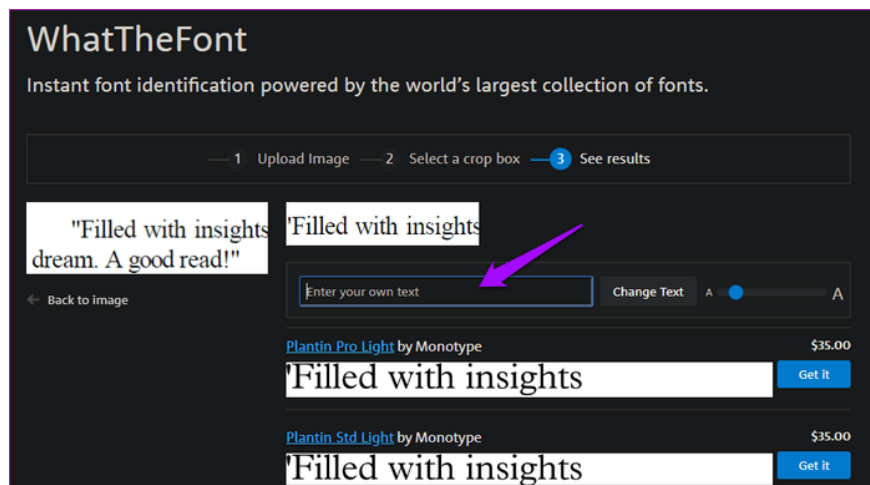 WhatTheFont
Instant font identification powered by the world's largest collection of fonts.
1 Upload Image 2 Select a crop box 3 See results
"Filled with insights
dream. A good read!"
Back to image
'Filled with insights
Enter your own text Change Text A A
Plantin Pro Light by Monotype $35.00
'Filled with insights Get it
Plantin Std Light by Monotype $35.00
'Filled with insights Get it